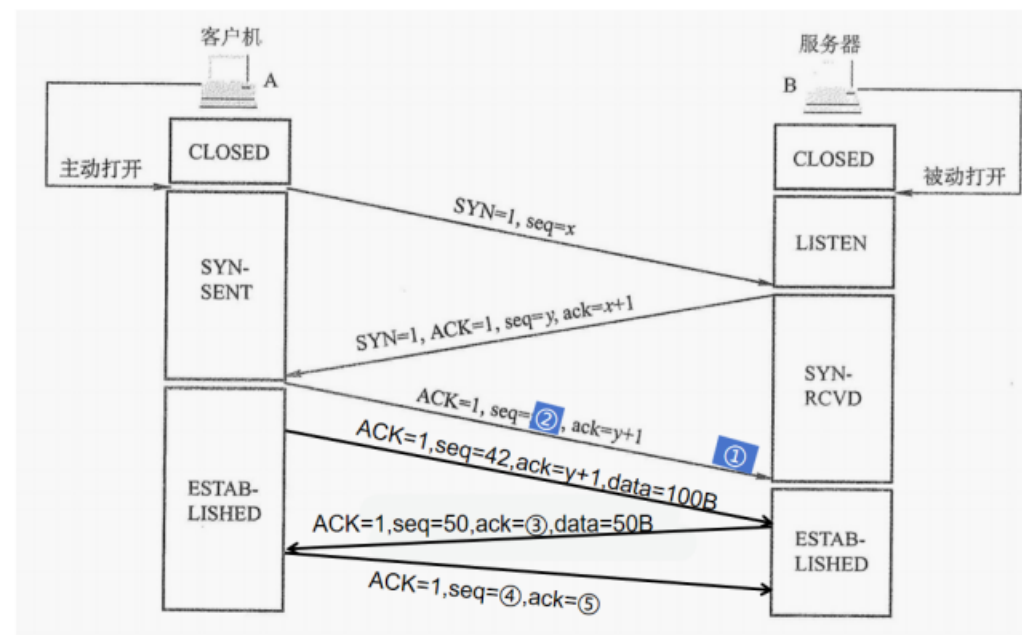 客户机
服务器
A
B
CLOSED
CLOSED
主动打开
被动打开
SYN=1, seq=x
LISTEN
SYN-
SENT
SYN=1, ACK=1, seq=y, ack=x+1
SYN-
RCVD
ACK=1, seq=②, ack=y+1
①
ACK=1,seq=42,ack=y+1,data=100B
ESTAB-
LISHED
ACK=1,seq=50,ack=③,data=50B
ESTAB-
LISHED
ACK=1,seq=④,ack=⑤